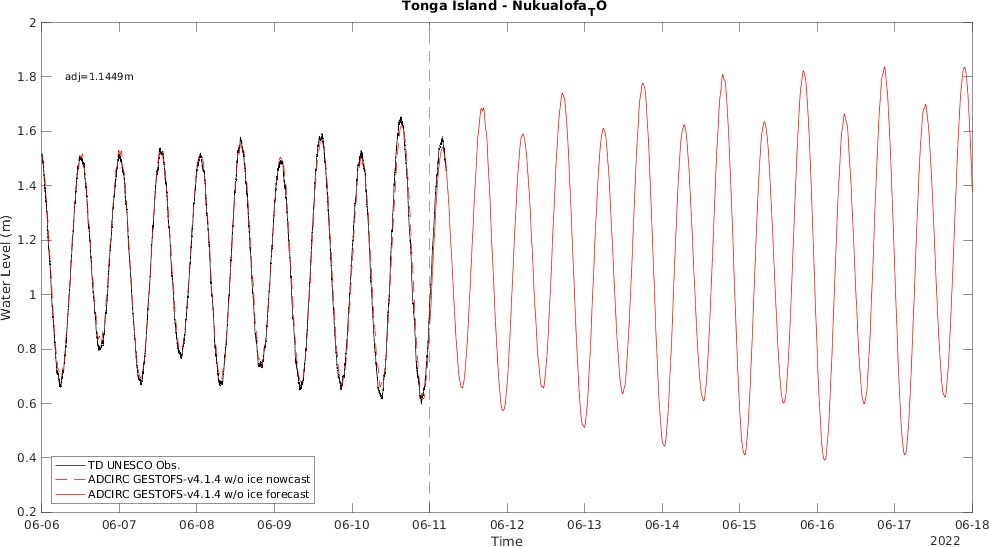 Tonga Island - NukualofaTO
adj=1.1449m
2
1.8
1.6
1.4
1.2
1
0.8
0.6
0.4
0.2
Water Level (m)
TD UNESCO Obs.
ADCIRC GESTOFS-v4.1.4 w/o ice nowcast
ADCIRC GESTOFS-v4.1.4 w/o ice forecast
06-06 06-07 06-08 06-09 06-10 06-11 06-12 06-13 06-14 06-15 06-16 06-17 06-18
Time
2022